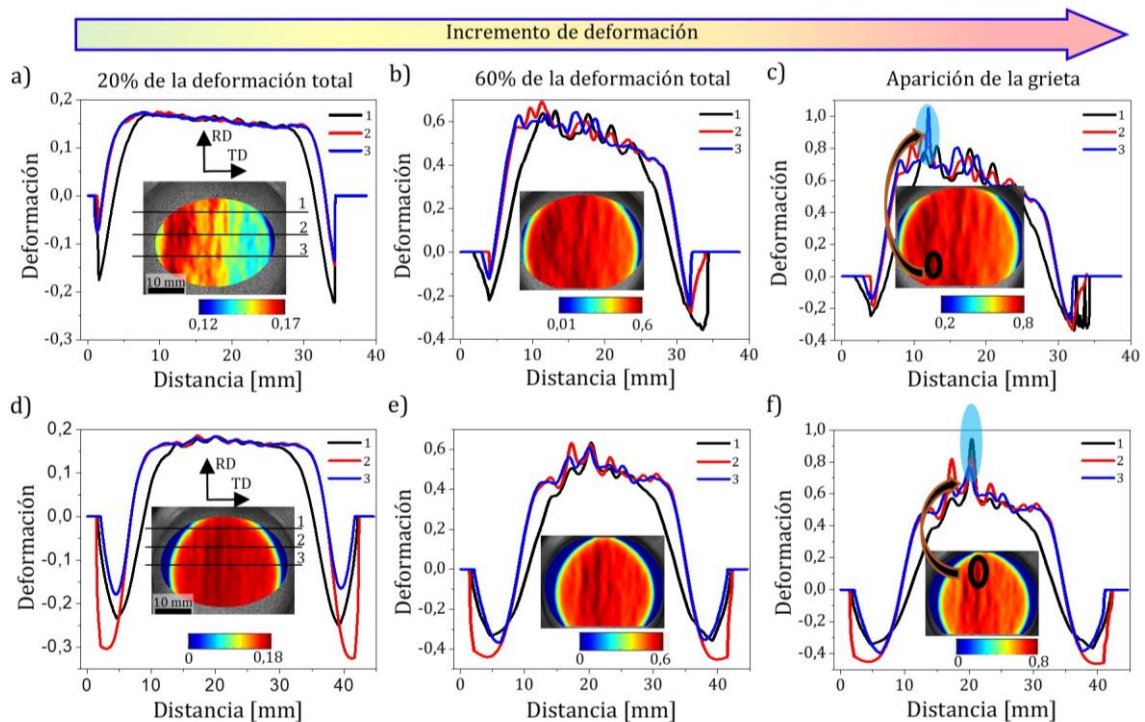 Incremento de deformación
a)
20% de la deformación total
0,2
0,1
0,0
-0,1
-0,2
-0,3
Deformación
1
2
3
RD
TD
1
2
3
10 mm
0,12 0,17
0 10 20 30 40
Distancia [mm]
b)
60% de la deformación total
0,6
0,4
0,2
0,0
-0,2
-0,4
Deformación
1
2
3
0,01 0,6
0 10 20 30 40
Distancia [mm]
c)
Aparición de la grieta
1,0
0,8
0,6
0,4
0,2
0,0
-0,2
-0,4
Deformación
1
2
3
0,2 0,8
0 10 20 30 40
Distancia [mm]
d)
0,2
0,1
0,0
-0,1
-0,2
-0,3
Deformación
1
2
3
RD
TD
1
2
3
10 mm
0 0,18
0 10 20 30 40
Distancia [mm]
e)
0,6
0,4
0,2
0,0
-0,2
-0,4
Deformación
1
2
3
0 0,6
0 10 20 30 40
Distancia [mm]
f)
1,0
0,8
0,6
0,4
0,2
0,0
-0,2
-0,4
Deformación
1
2
3
0 0,8
0 10 20 30 40
Distancia [mm]